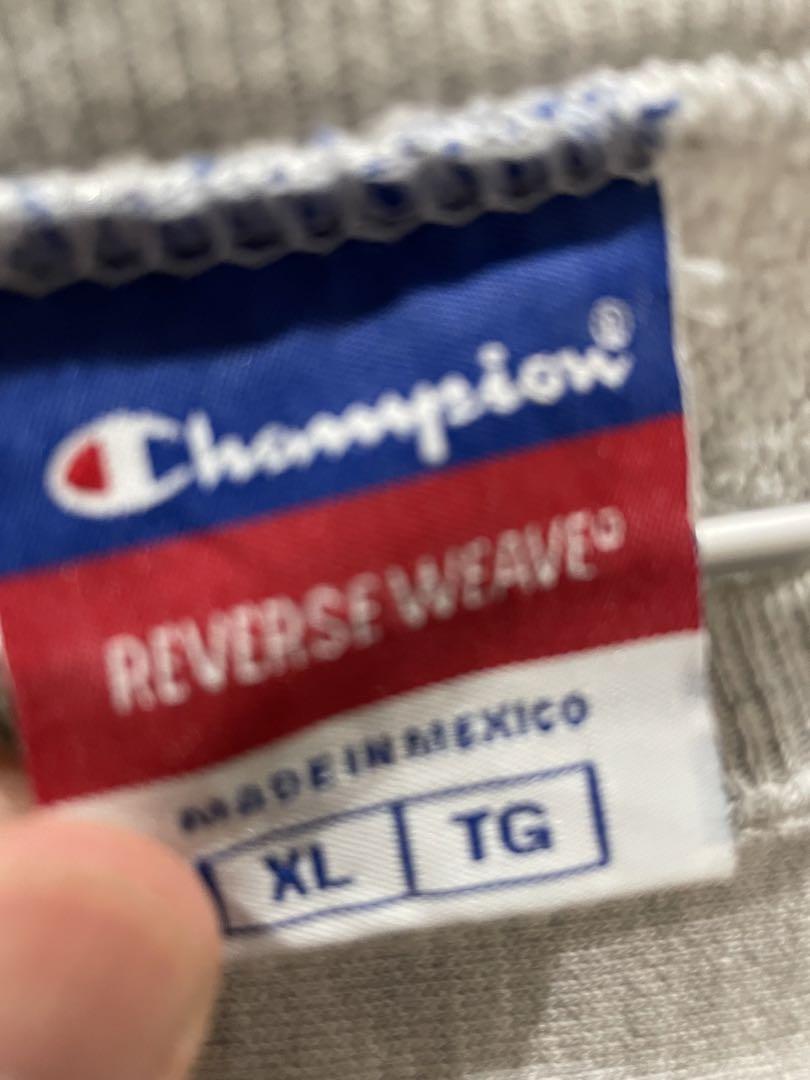 Champion®
REVERSE WEAVE®
MADE IN MEXICO
XL TG